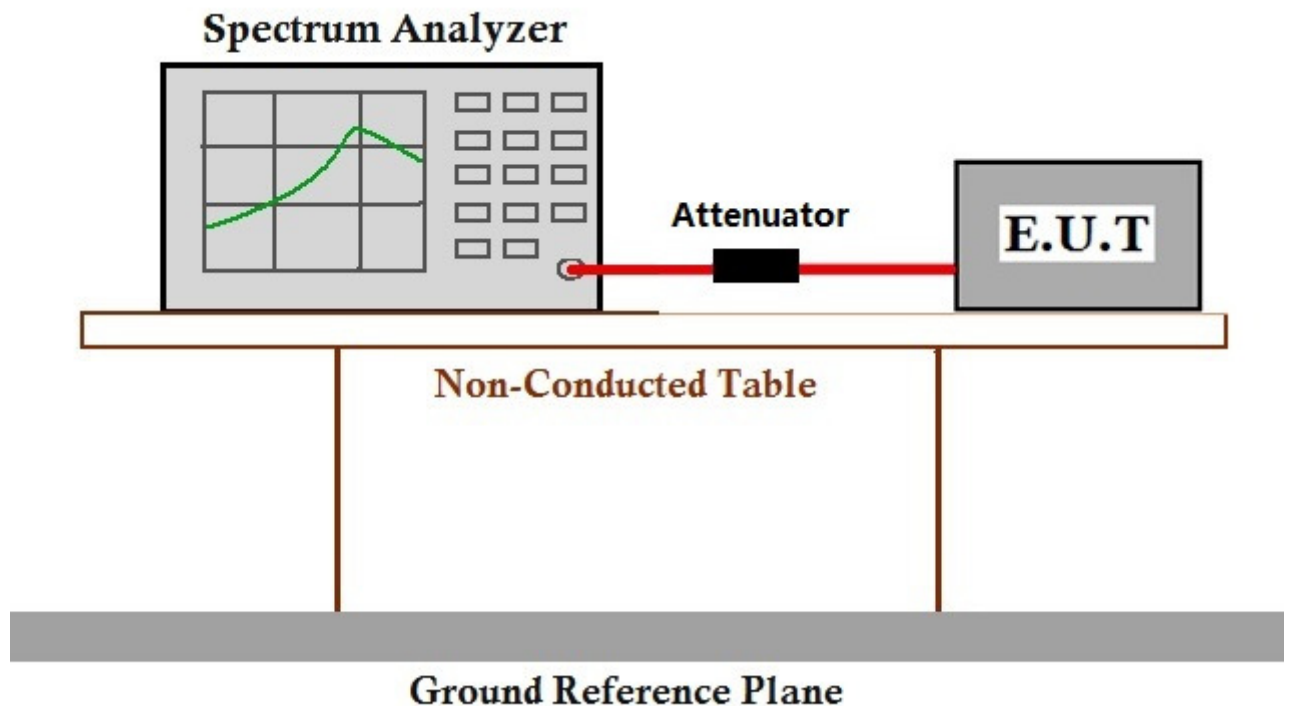 Spectrum Analyzer
Attenuator
E.U.T
Non-Conducted Table
Ground Reference Plane